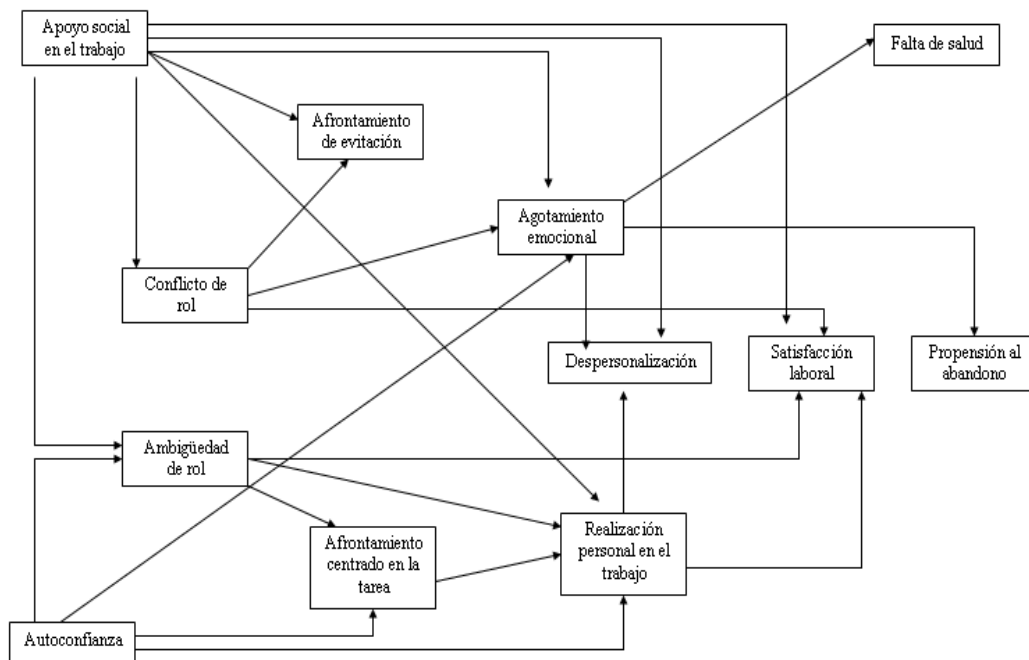 Apoyo social
en el trabajo
Falta de salud
Afrontamiento
de evitación
Agotamiento
emocional
Conflicto de
rol
Despersonalización
Satisfacción
laboral
Propensión al
abandono
Ambigüedad
de rol
Afrontamiento
centrado en la
tarea
Realización
personal en el
trabajo
Autoconfianza